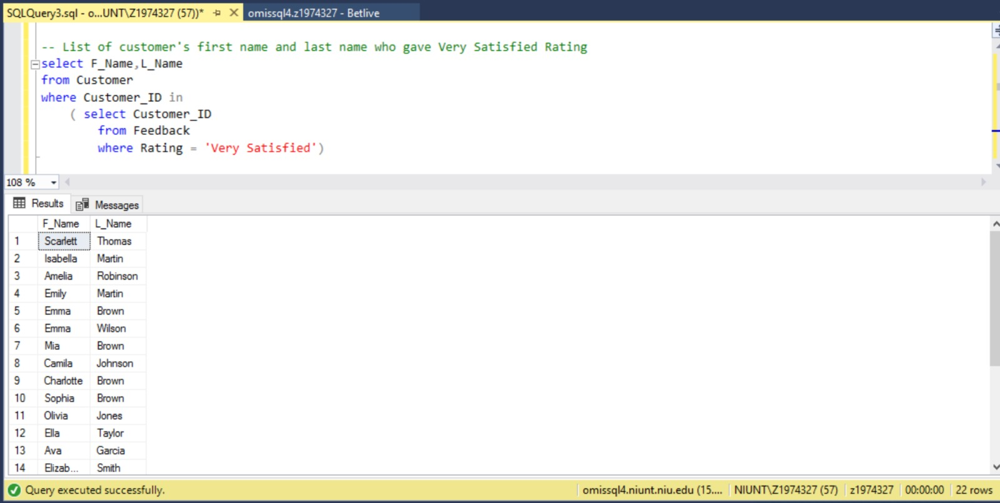 SQLQuery3.sql - o...UNT\Z1974327 (57))* omissql4.z1974327 - Betlive
-- List of customer's first name and last name who gave Very Satisfied Rating
select F_Name,L_Name
from Customer
where Customer_ID in
( select Customer_ID
from Feedback
where Rating = 'Very Satisfied')
108 %
Results Messages
F_Name L_Name
1 Scarlett Thomas
2 Isabella Martin
3 Amelia Robinson
4 Emily Martin
5 Emma Brown
6 Emma Wilson
7 Mia Brown
8 Camila Johnson
9 Charlotte Brown
10 Sophia Brown
11 Olivia Jones
12 Ella Taylor
13 Ava Garcia
14 Elizab... Smith
Query executed successfully. omissql4.niunt.niu.edu (15.... NIUNT\Z1974327 (57) z1974327 00:00:00 22 rows